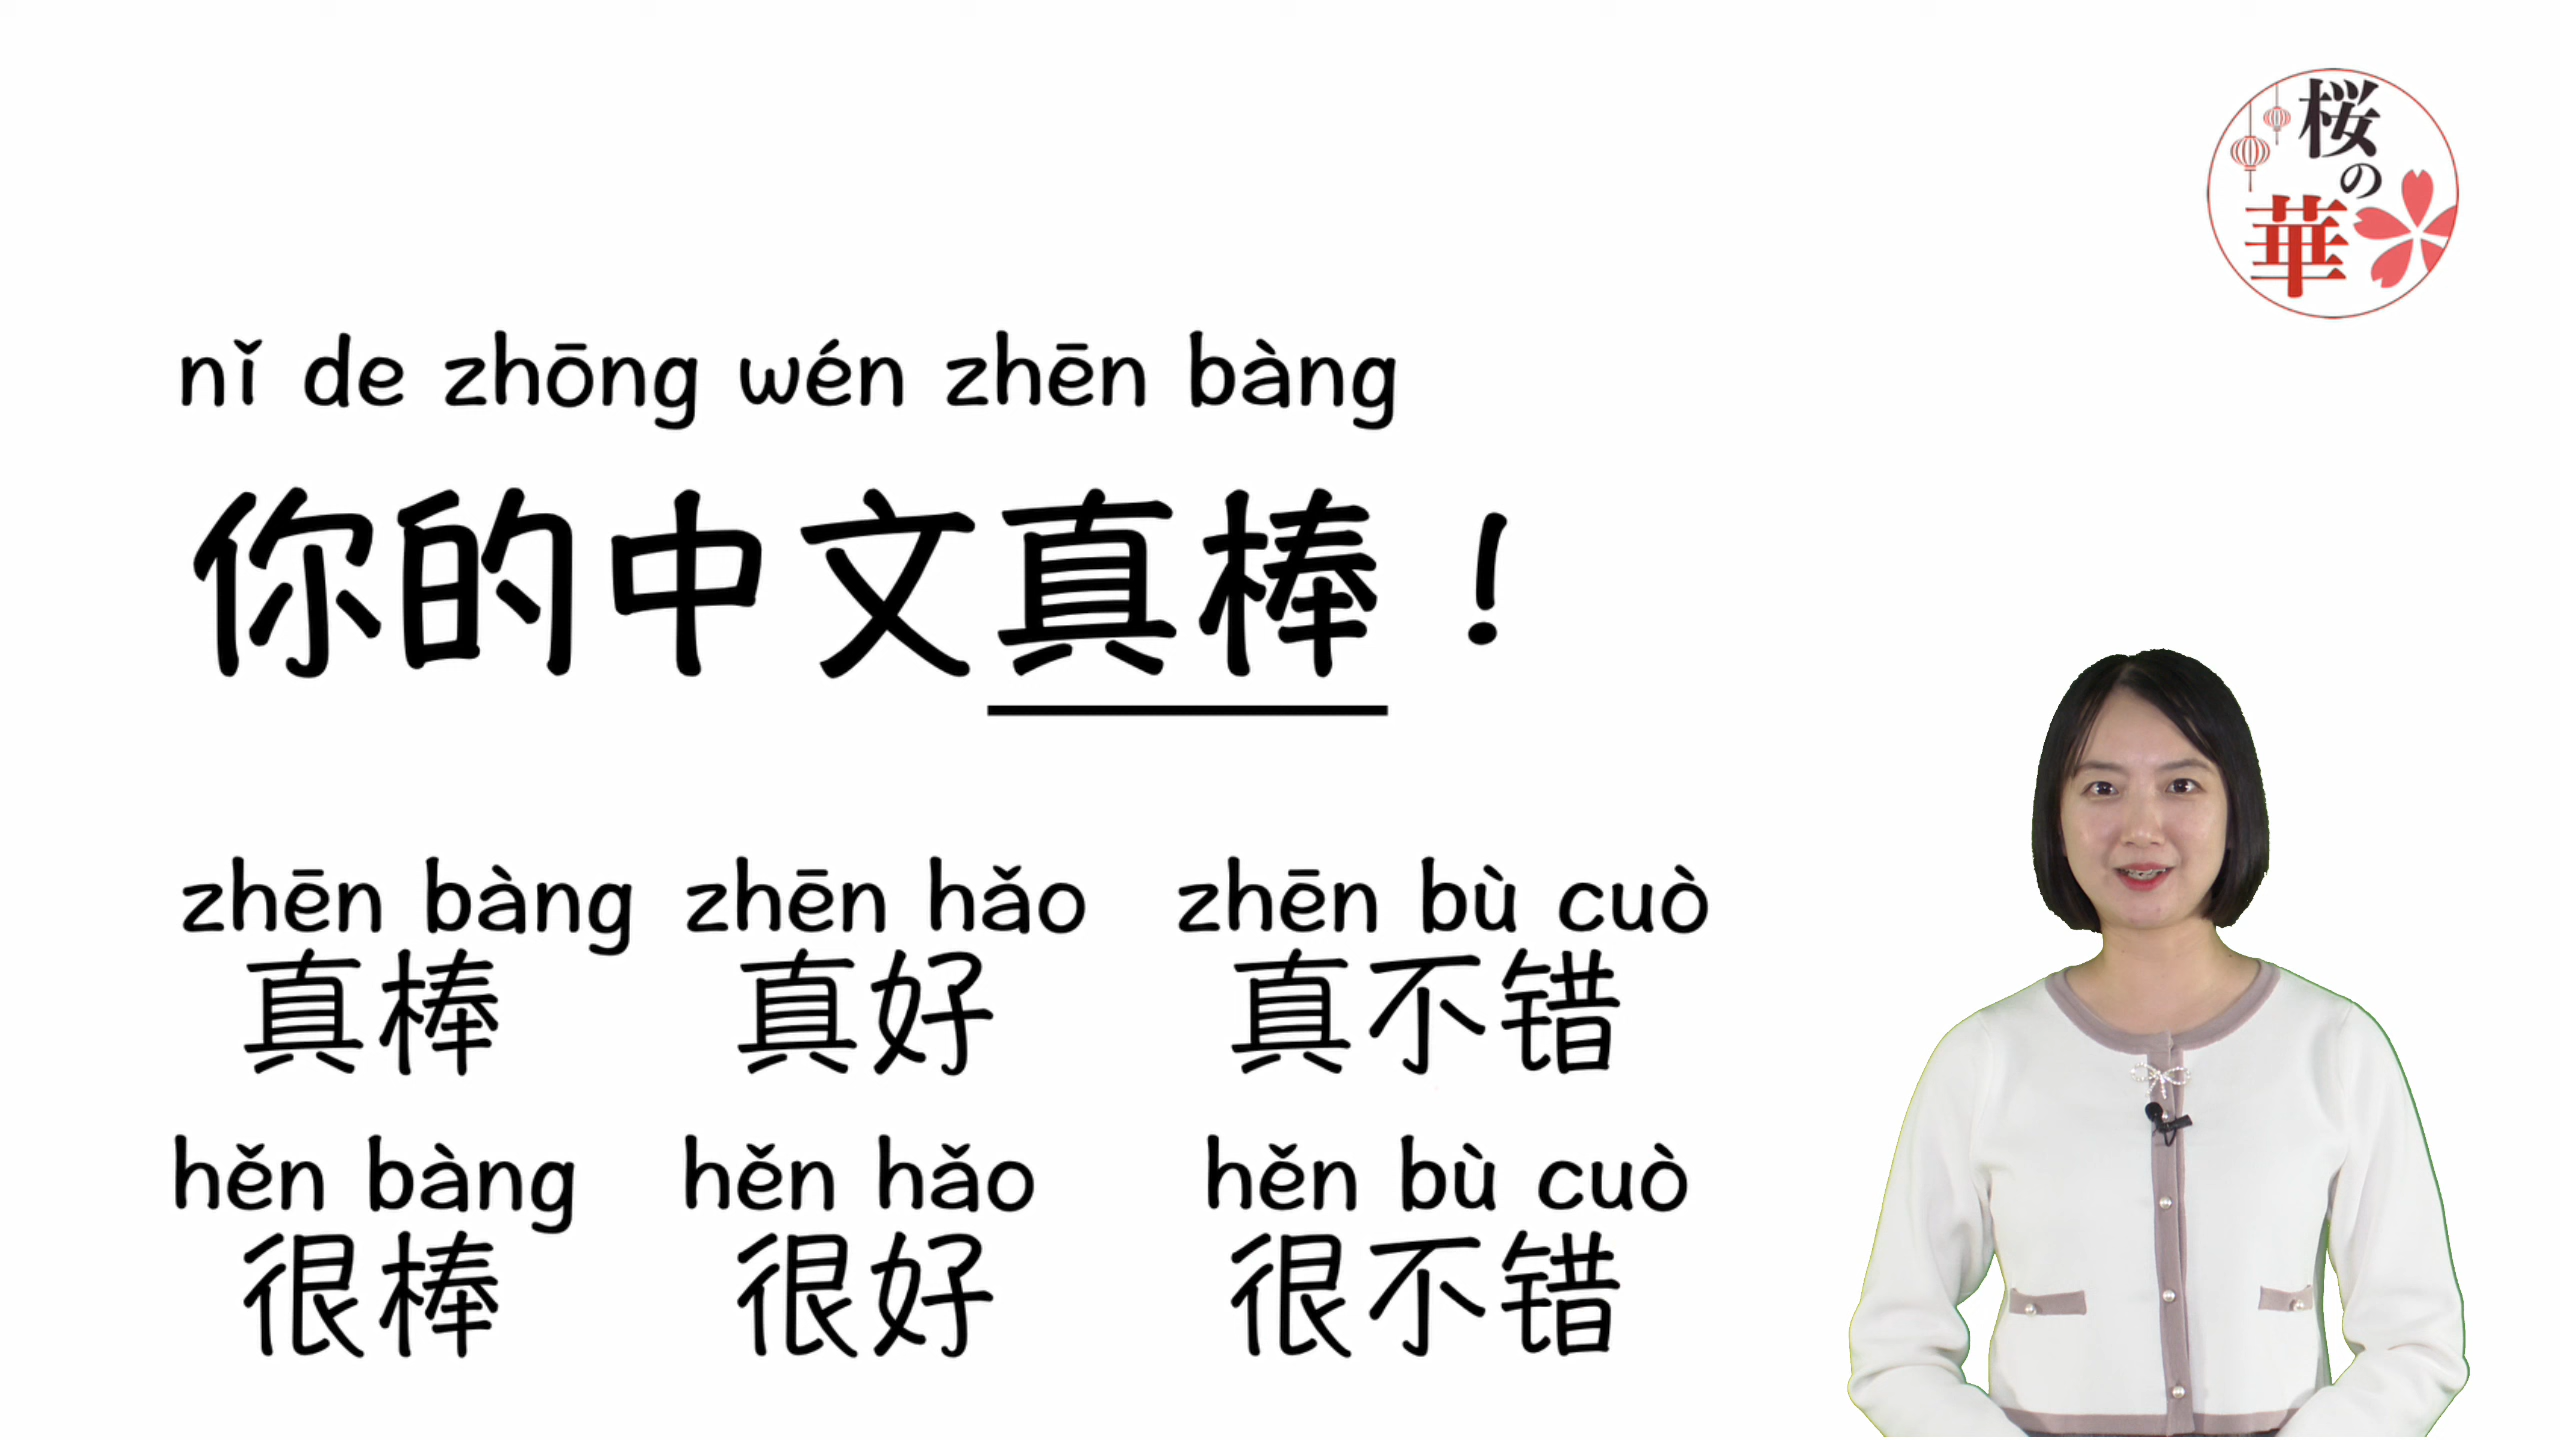 桜の華
nǐ de zhōng wén zhēn bàng
你的中文真棒！
zhēn bàng zhēn hǎo zhēn bù cuò
真棒 真好 真不错
hěn bàng hěn hǎo hěn bù cuò
很棒 很好 很不错